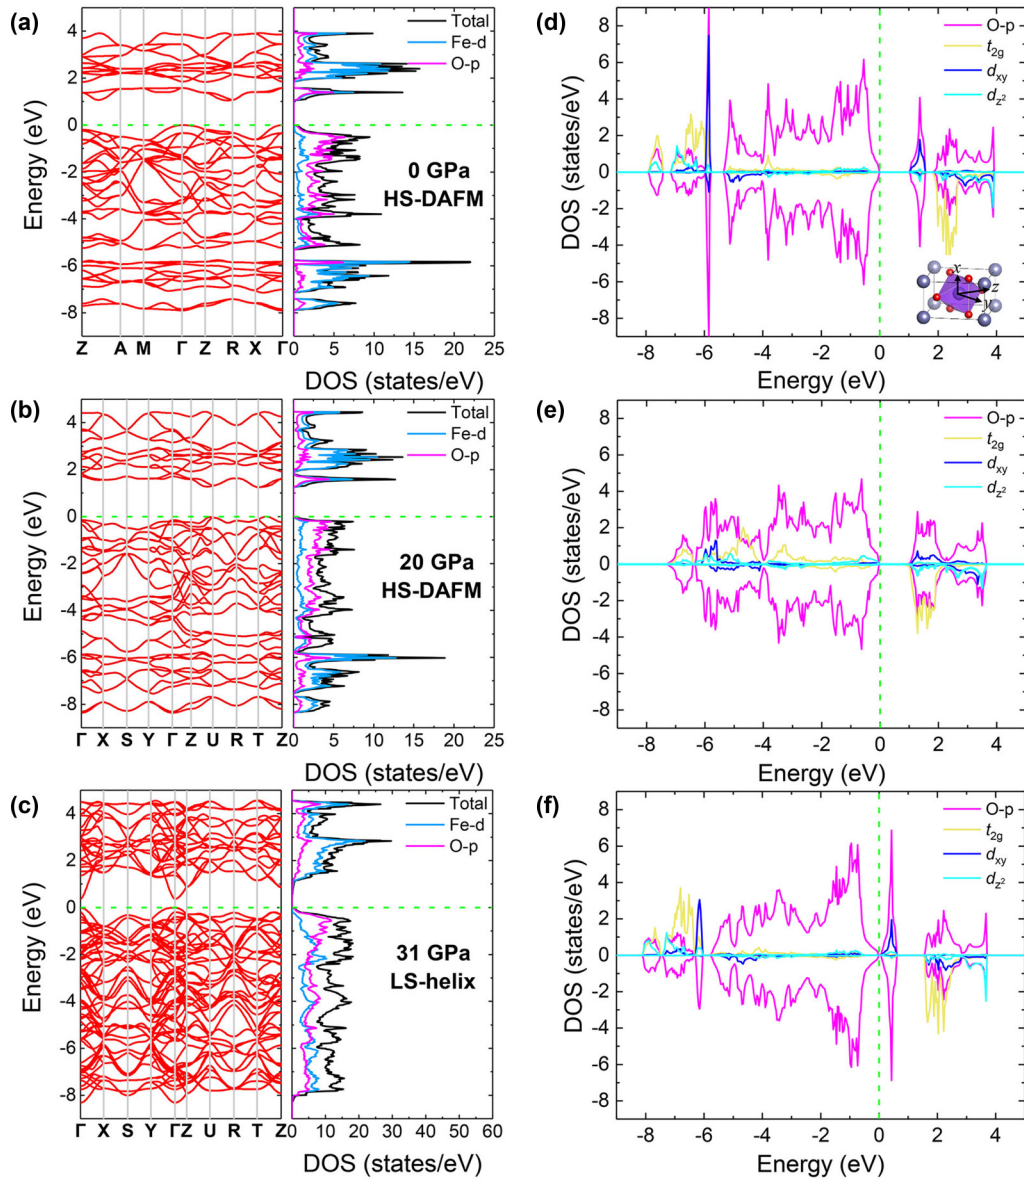 (a)
Energy (eV)
4
2
0
-2
-4
-6
-8
Z A M Γ Z R X Γ
Total
Fe-d
O-p
0 GPa
HS-DAFM
0 5 10 15 20 25
DOS (states/eV)
(b)
Energy (eV)
4
2
0
-2
-4
-6
-8
Γ X S Y Γ Z U R T Z
Total
Fe-d
O-p
20 GPa
HS-DAFM
0 5 10 15 20 25
DOS (states/eV)
(c)
Energy (eV)
4
2
0
-2
-4
-6
-8
Γ X S Y Γ Z U R T Z
Total
Fe-d
O-p
31 GPa
LS-helix
0 10 20 30 40 50 60
DOS (states/eV)
(d)
DOS (states/eV)
8
6
4
2
0
2
4
6
8
O-p
t2g
dxy
dz2
x
z
y
-8 -6 -4 -2 0 2 4
Energy (eV)
(e)
DOS (states/eV)
8
6
4
2
0
2
4
6
-8
O-p
t2g
dxy
dz2
-8 -6 -4 -2 0 2 4
Energy (eV)
(f)
DOS (states/eV)
8
6
4
2
0
2
4
6
8
O-p
t2g
dxy
dz2
-8 -6 -4 -2 0 2 4
Energy (eV)